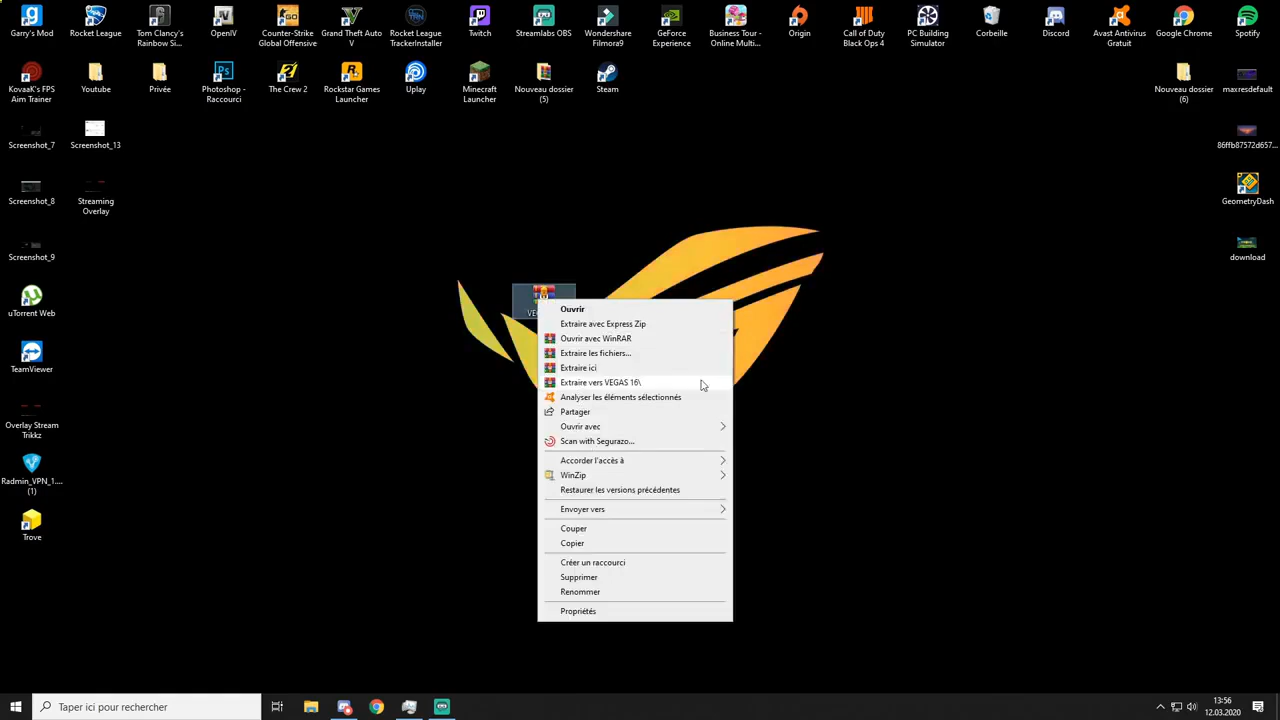 Garry's Mod
Rocket League
Tom Clancy's
Rainbow Si...
OpenIV
Counter-Strike
Global Offensive
Grand Theft Auto
V
Rocket League
TrackerInstaller
Twitch
Streamlabs OBS
Wondershare
Filmora9
GeForce
Experience
Business Tour -
Online Multi...
Origin
Call of Duty
Black Ops 4
PC Building
Simulator
Corbeille
Discord
Avast Antivirus
Gratuit
Google Chrome
Spotify
KovaaK's FPS
Aim Trainer
Youtube
Privée
Photoshop -
Raccourci
The Crew 2
Rockstar Games
Launcher
Uplay
Minecraft
Launcher
Nouveau dossier
(5)
Steam
Nouveau dossier
(6)
maxresdefault
Screenshot_7
Screenshot_13
86ffb87572d657...
Screenshot_8
Streaming
Overlay
GeometryDash
Screenshot_9
download
uTorrent Web
TeamViewer
Overlay Stream
Trikkz
Radmin_VPN_1....
(1)
Trove
Ouvrir
Extraire avec Express Zip
Ouvrir avec WinRAR
Extraire les fichiers...
Extraire ici
Extraire vers VEGAS 16\
Analyser les éléments sélectionnés
Partager
Ouvrir avec
Scan with Segurazo...
Accorder l'accès à
WinZip
Restaurer les versions précédentes
Envoyer vers
Couper
Copier
Créer un raccourci
Supprimer
Renommer
Propriétés
Taper ici pour rechercher
13:56
12.03.2020